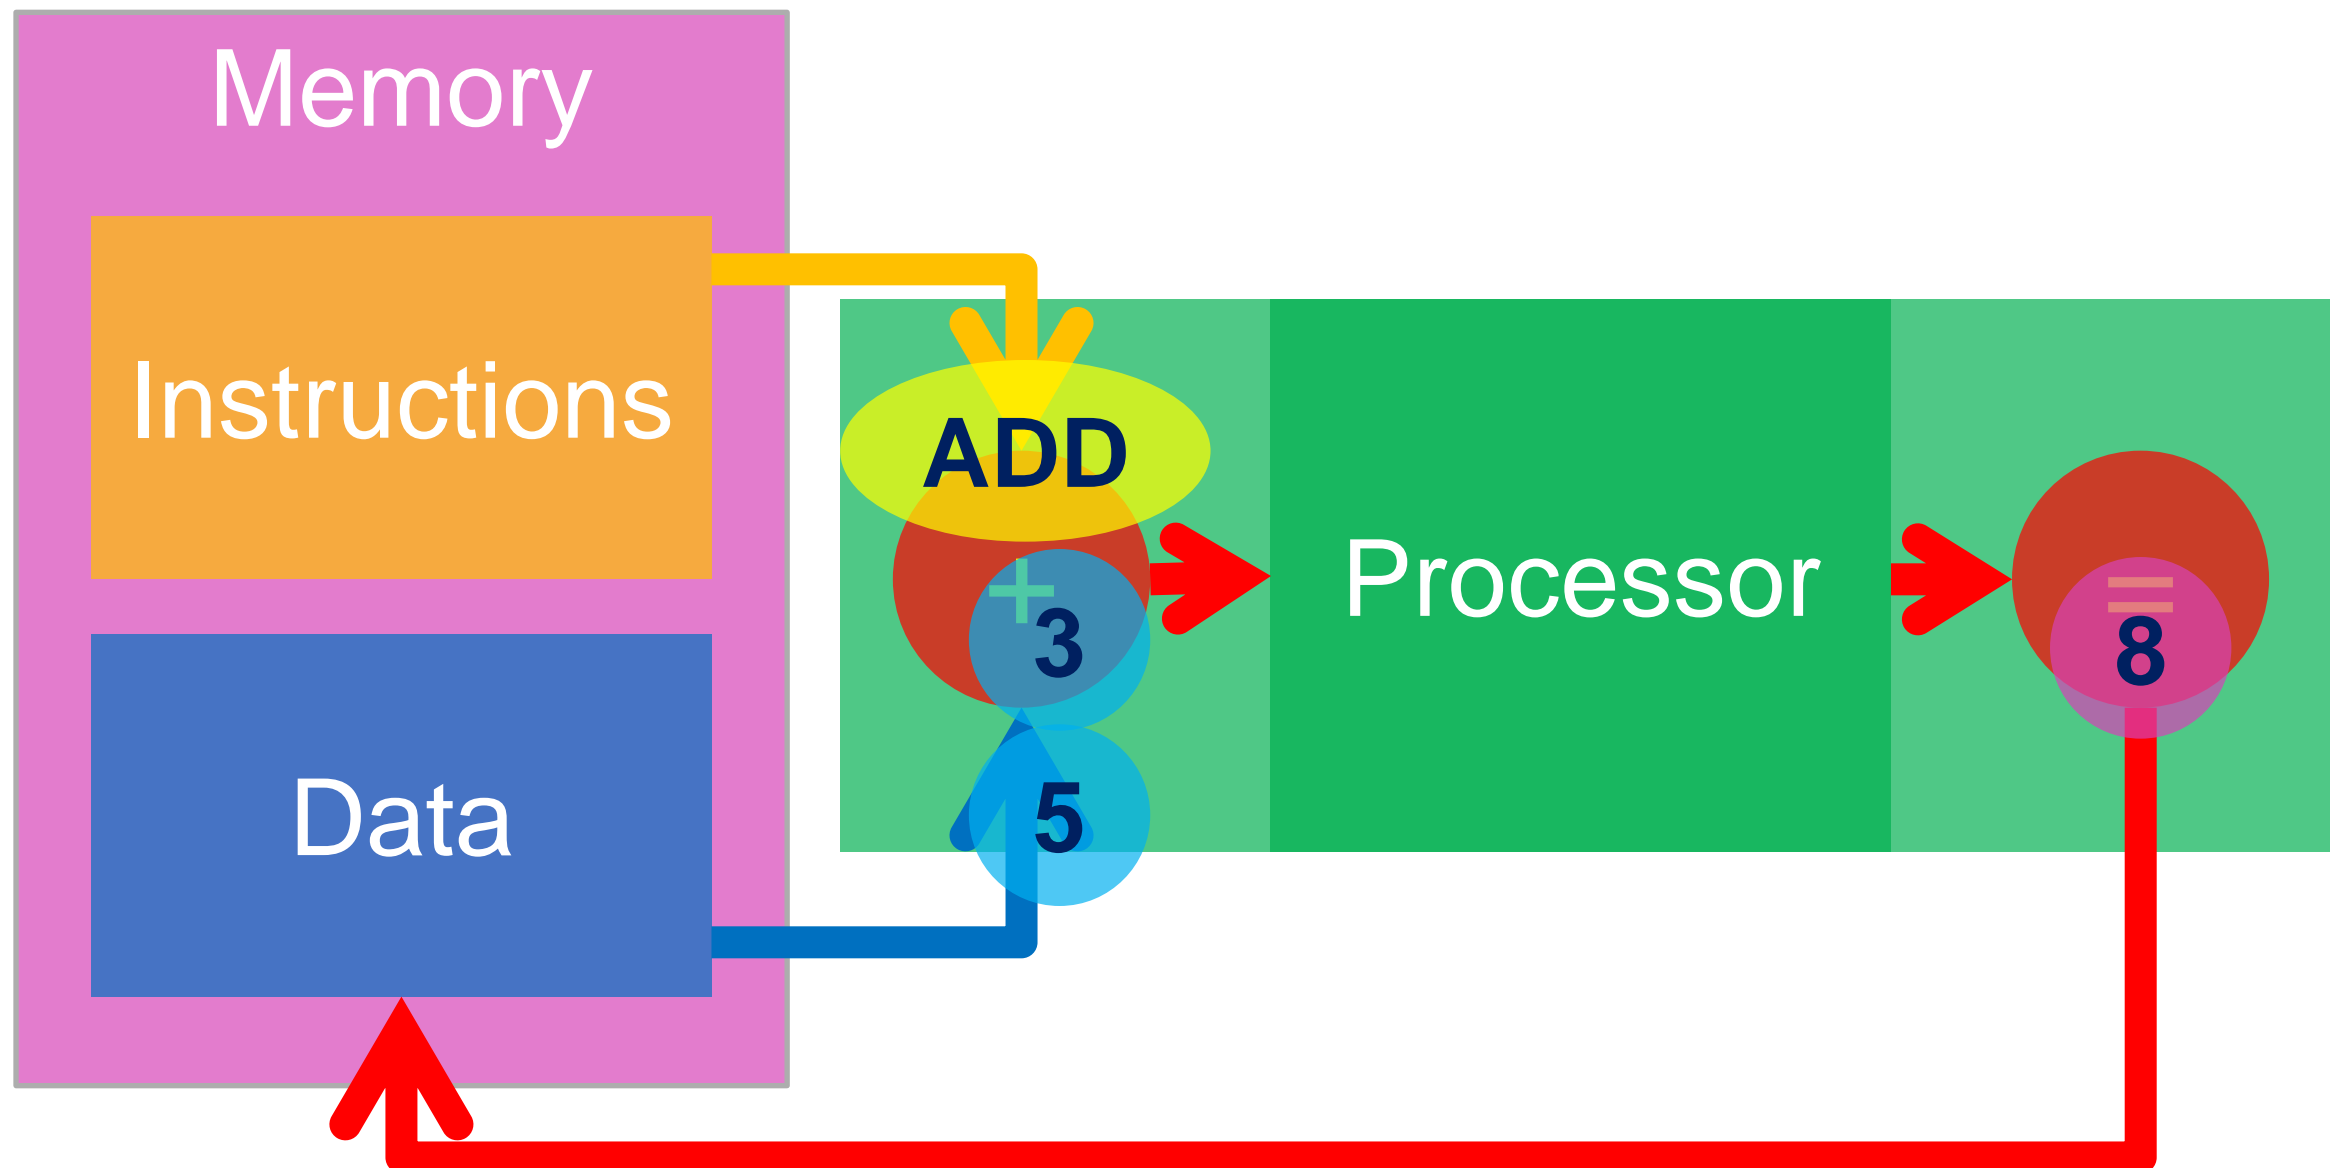 Memory
Instructions
ADD
+
3
Processor
=
8
Data
5